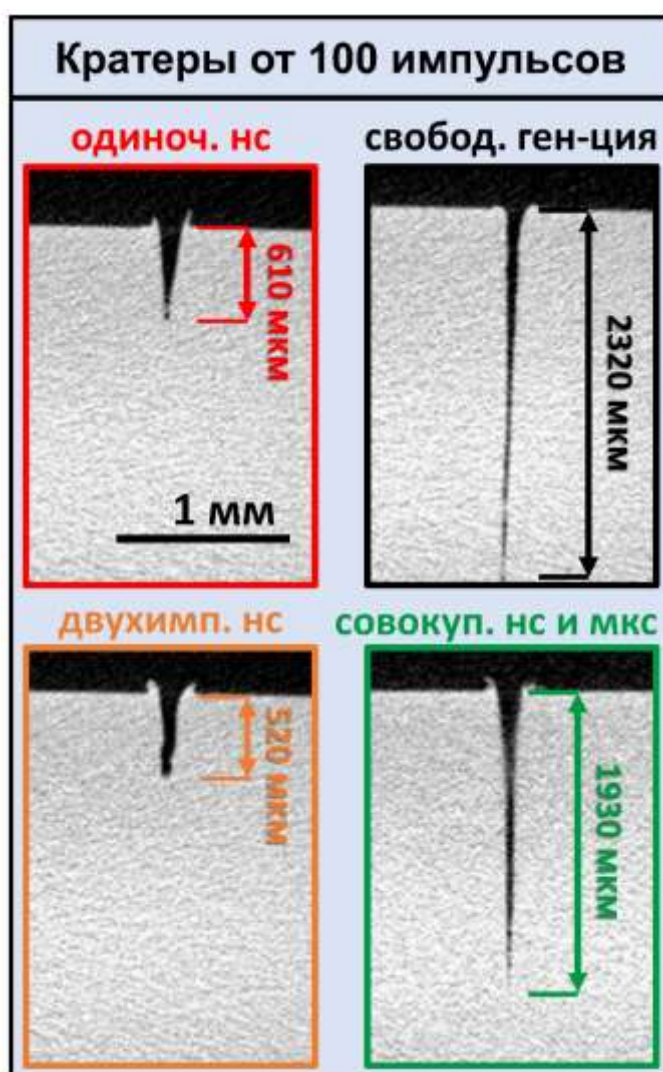 Кратеры от 100 импульсов
одиноч. нс
свобод. ген-ция
610 мкм
2320 мкм
1 мм
двухимп. нс
совокуп. нс и мкс
520 мкм
1930 мкм